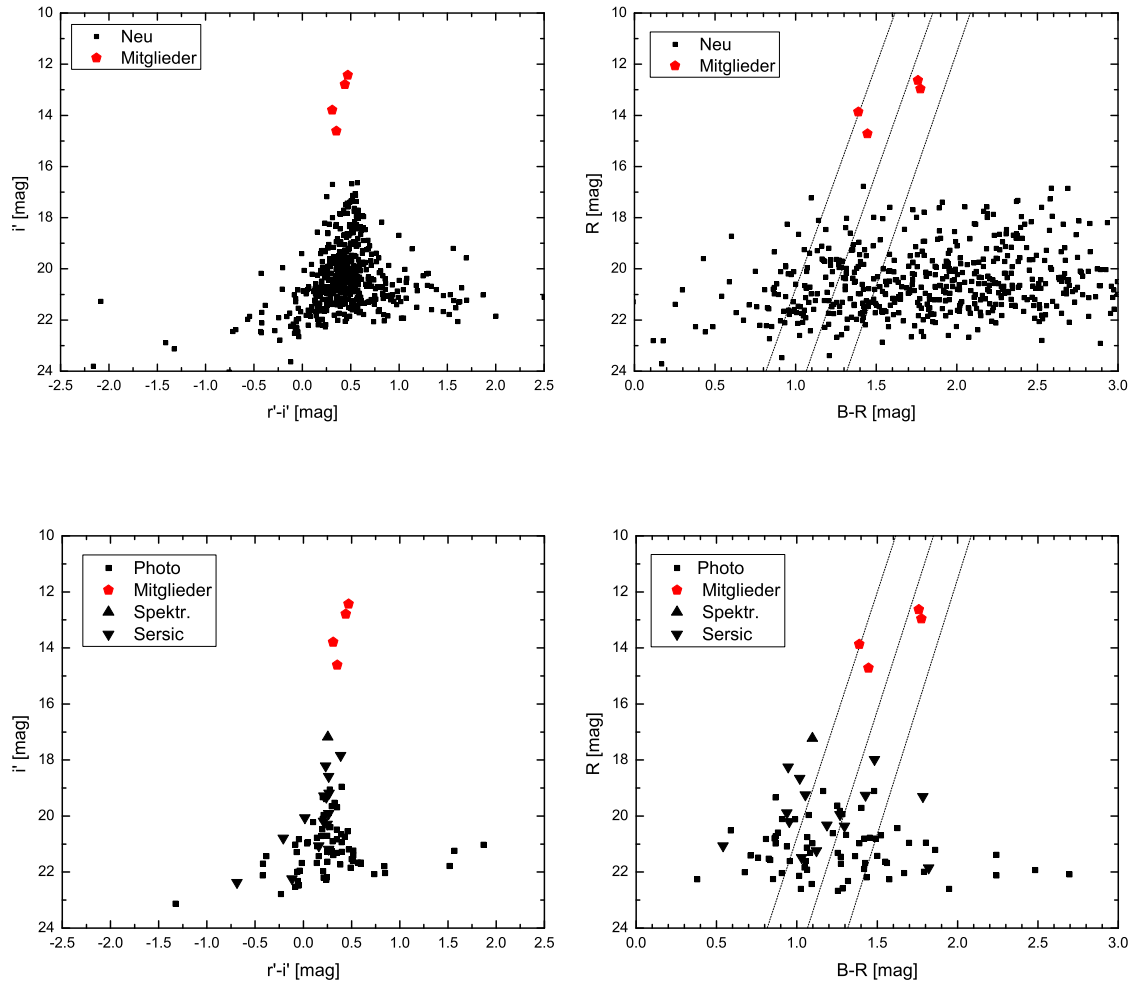 10
12
14
16
18
20
22
24
i' [mag]
Neu
Mitglieder
-2.5 -2.0 -1.5 -1.0 -0.5 0.0 0.5 1.0 1.5 2.0 2.5
r'-i' [mag]
10
12
14
16
18
20
22
24
R [mag]
Neu
Mitglieder
0.0 0.5 1.0 1.5 2.0 2.5 3.0
B-R [mag]
10
12
14
16
18
20
22
24
i' [mag]
Photo
Mitglieder
Spektr.
Sersic
-2.5 -2.0 -1.5 -1.0 -0.5 0.0 0.5 1.0 1.5 2.0 2.5
r'-i' [mag]
10
12
14
16
18
20
22
24
R [mag]
Photo
Mitglieder
Spektr.
Sersic
0.0 0.5 1.0 1.5 2.0 2.5 3.0
B-R [mag]